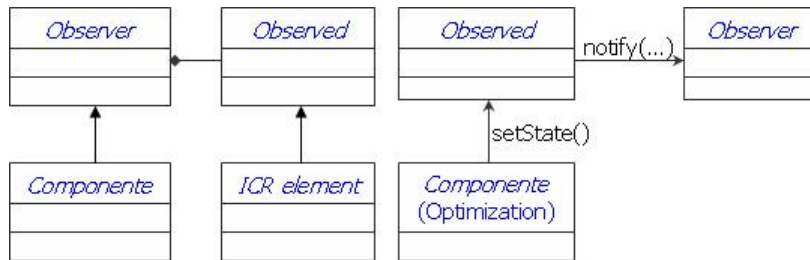 Observer
Observed
Observed
notify(...)
Observer
setState()
Componente
ICR element
Componente
(Optimization)